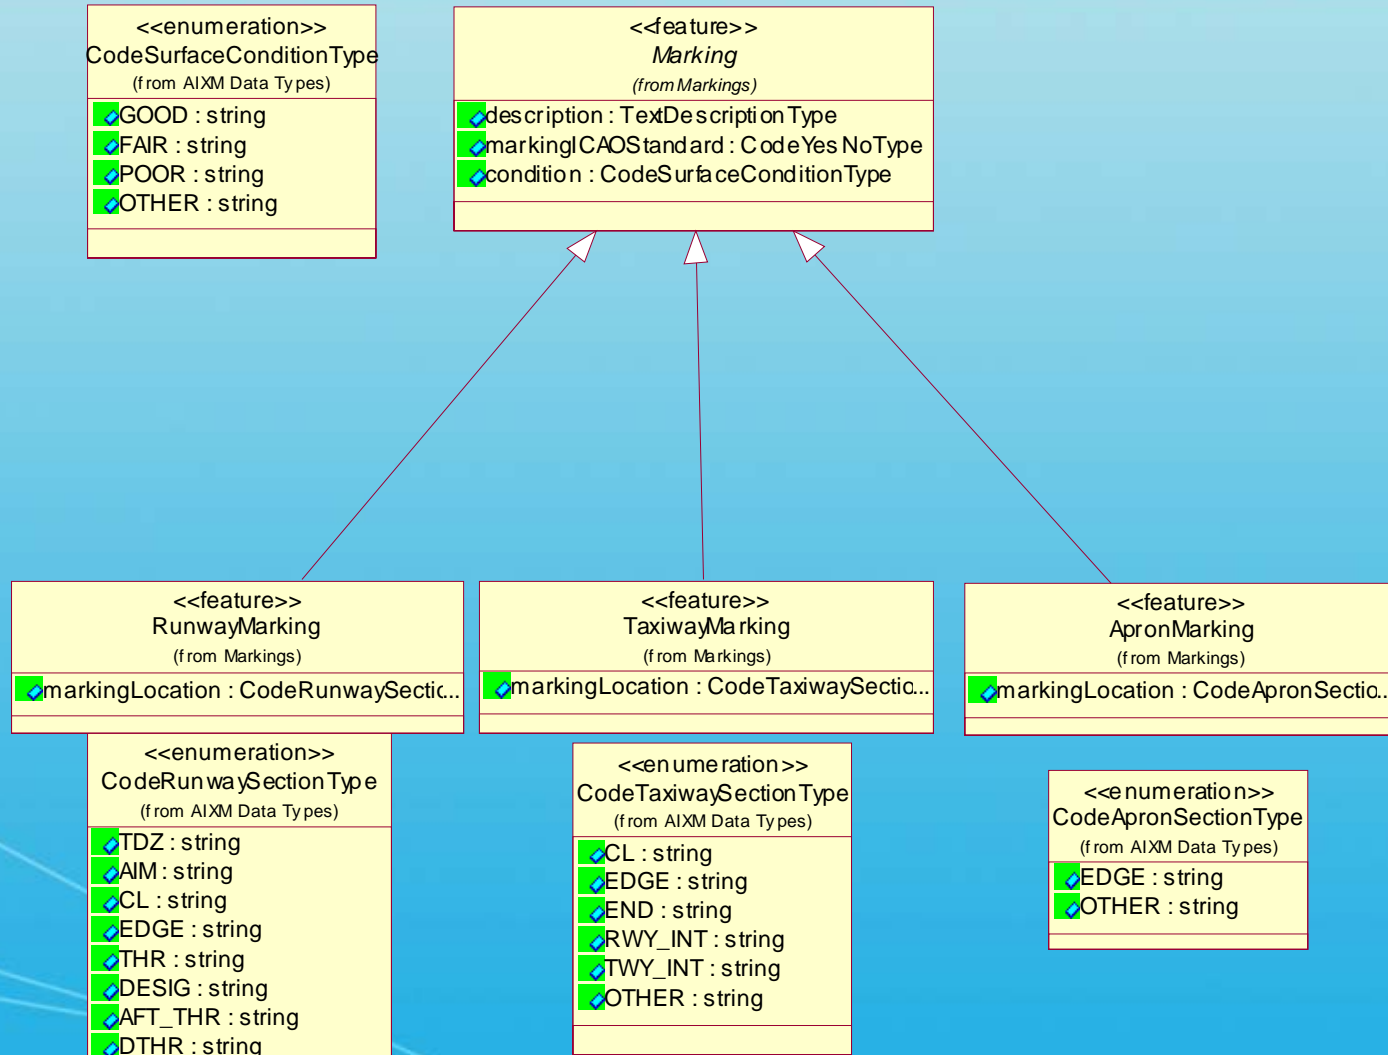 <<enumeration>>
CodeSurfaceConditionType
(from AIXM Data Types)
GOOD : string
FAIR : string
POOR : string
OTHER : string
<<feature>>
Marking
(from Markings)
description : TextDescriptionType
markingICAOStandard : CodeYesNoType
condition : CodeSurfaceConditionType
<<feature>>
RunwayMarking
(from Markings)
markingLocation : CodeRunwaySectic...
<<feature>>
TaxiwayMarking
(from Markings)
markingLocation : CodeTaxiwaySectio...
<<feature>>
ApronMarking
(from Markings)
markingLocation : CodeApronSectio...
<<enumeration>>
CodeRunwaySectionType
(from AIXM Data Types)
TDZ : string
AIM : string
CL : string
EDGE : string
THR : string
DESIG : string
AFT_THR : string
DTHR : string
<<enumeration>>
CodeTaxiwaySectionType
(from AIXM Data Types)
CL : string
EDGE : string
END : string
RWY_INT : string
TWY_INT : string
OTHER : string
<<enumeration>>
CodeApronSectionType
(from AIXM Data Types)
EDGE : string
OTHER : string